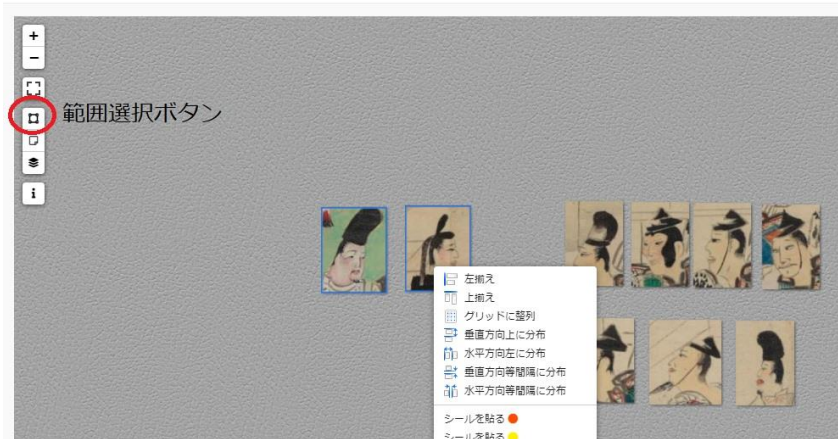 +
−
範囲選択ボタン
i
左揃え
上揃え
グリッドに整列
垂直方向上に分布
水平方向左に分布
垂直方向等間隔に分布
水平方向等間隔に分布
シールを貼る
シールを貼る